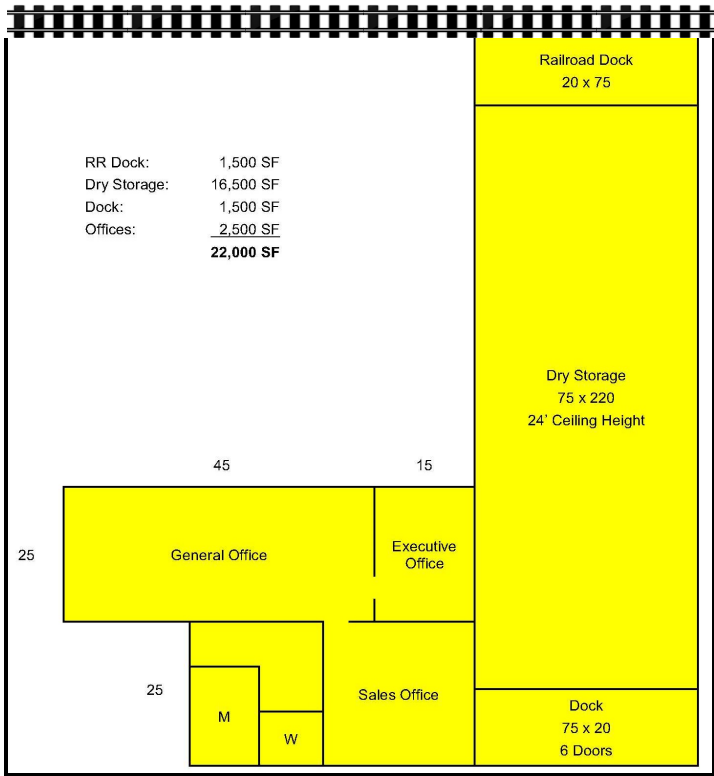 Railroad Dock
20 x 75
RR Dock: 1,500 SF
Dry Storage: 16,500 SF
Dock: 1,500 SF
Offices: 2,500 SF
22,000 SF
Dry Storage
75 x 220
24’ Ceiling Height
45
15
25
General Office
Executive
Office
25
Sales Office
M
W
Dock
75 x 20
6 Doors